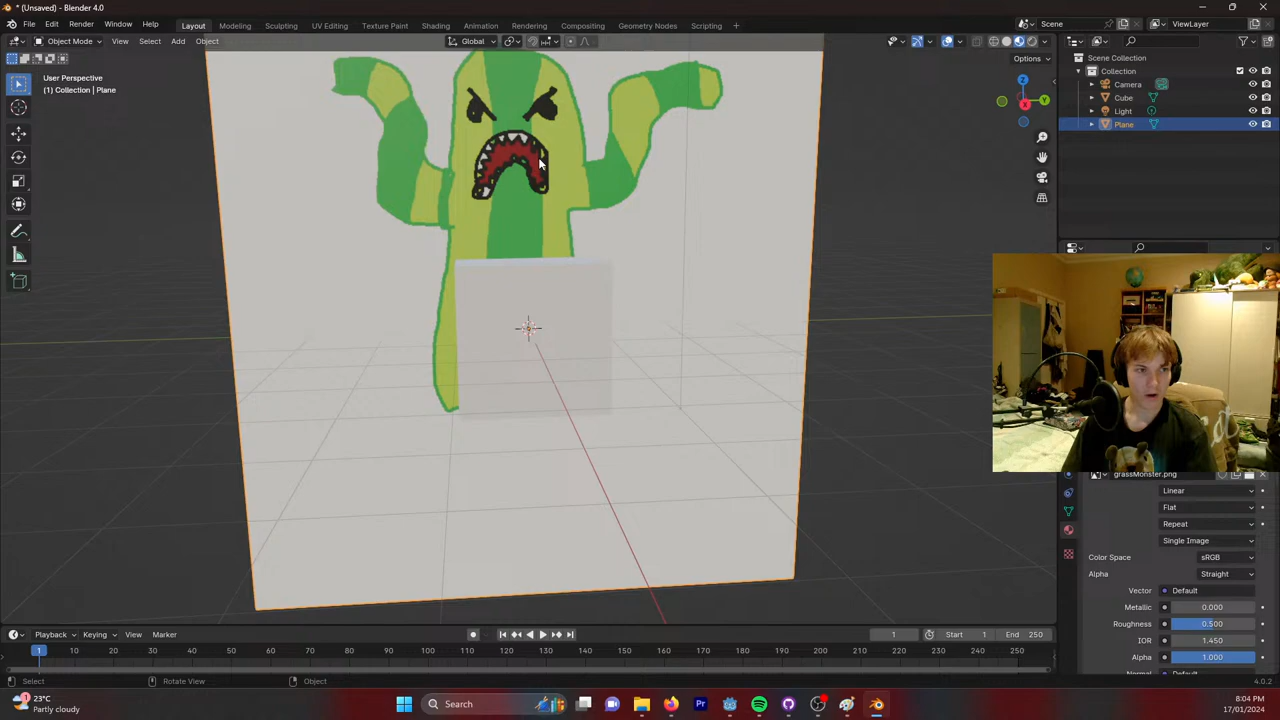 * (Unsaved) - Blender 4.0
File Edit Render Window Help Layout Modeling Sculpting UV Editing Texture Paint Shading Animation Rendering Compositing Geometry Nodes Scripting + Scene ViewLayer
Object Mode View Select Add Object Global
Options
User Perspective
(1) Collection | Plane
Scene Collection
Collection
Camera
Cube
Light
Plane
X Y Z
grassMonster.png
Linear
Flat
Repeat
Single Image
Color Space sRGB
Alpha Straight
Vector Default
Metallic 0.000
Roughness 0.500
IOR 1.450
Alpha 1.000
Playback Keying View Marker 1 Start 1 End 250
1 10 20 30 40 50 60 70 80 90 100 110 120 130 140 150 160 170 180 190 200 210 220 230 240 250
Select Rotate View Object 4.0.2
23°C
Partly cloudy
Search
8:04 PM
17/01/2024